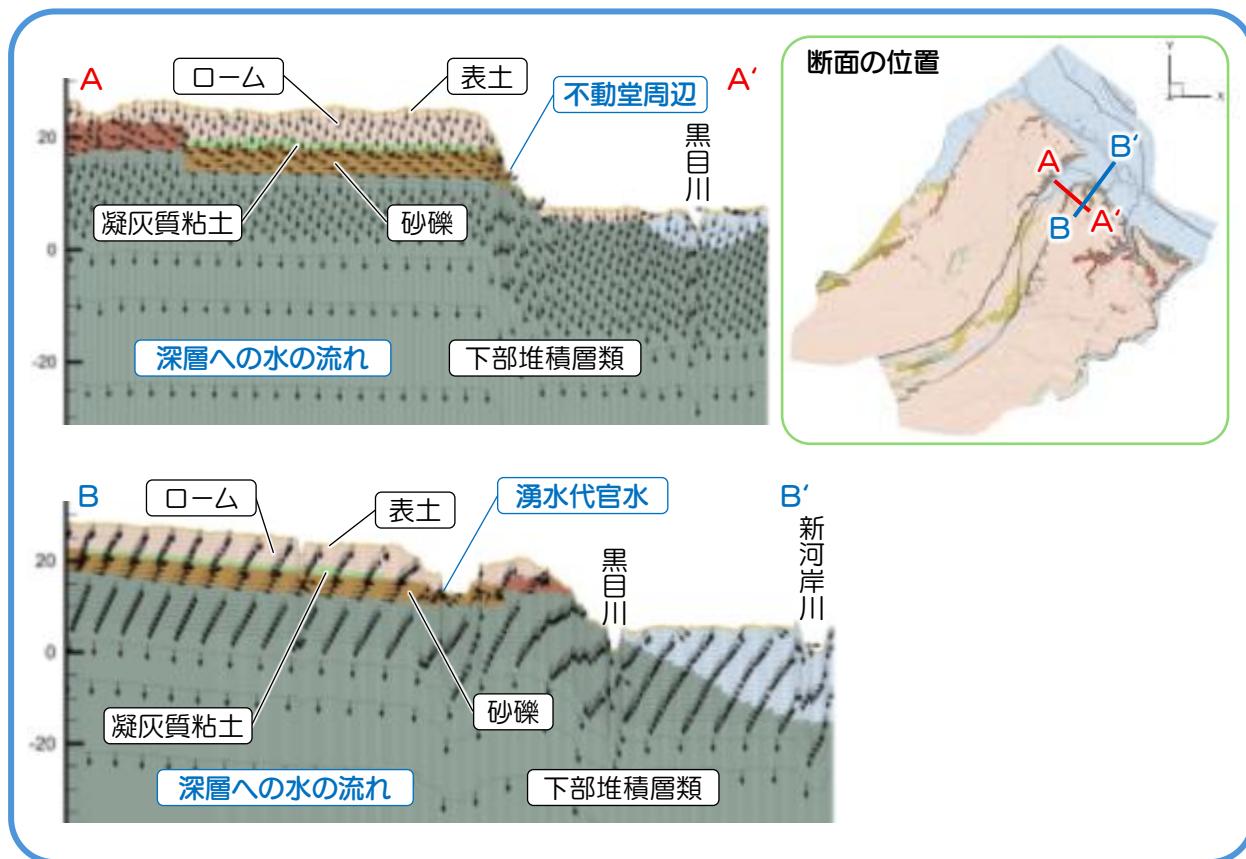 A
A'
ローム
表土
不動堂周辺
黒目川
20
凝灰質粘土
砂礫
0
-20
深層への水の流れ
下部堆積層類
断面の位置
Y
X
A
B'
B
A'
B
B'
ローム
表土
湧水代官水
黒目川
新河岸川
20
0
凝灰質粘土
砂礫
-20
深層への水の流れ
下部堆積層類